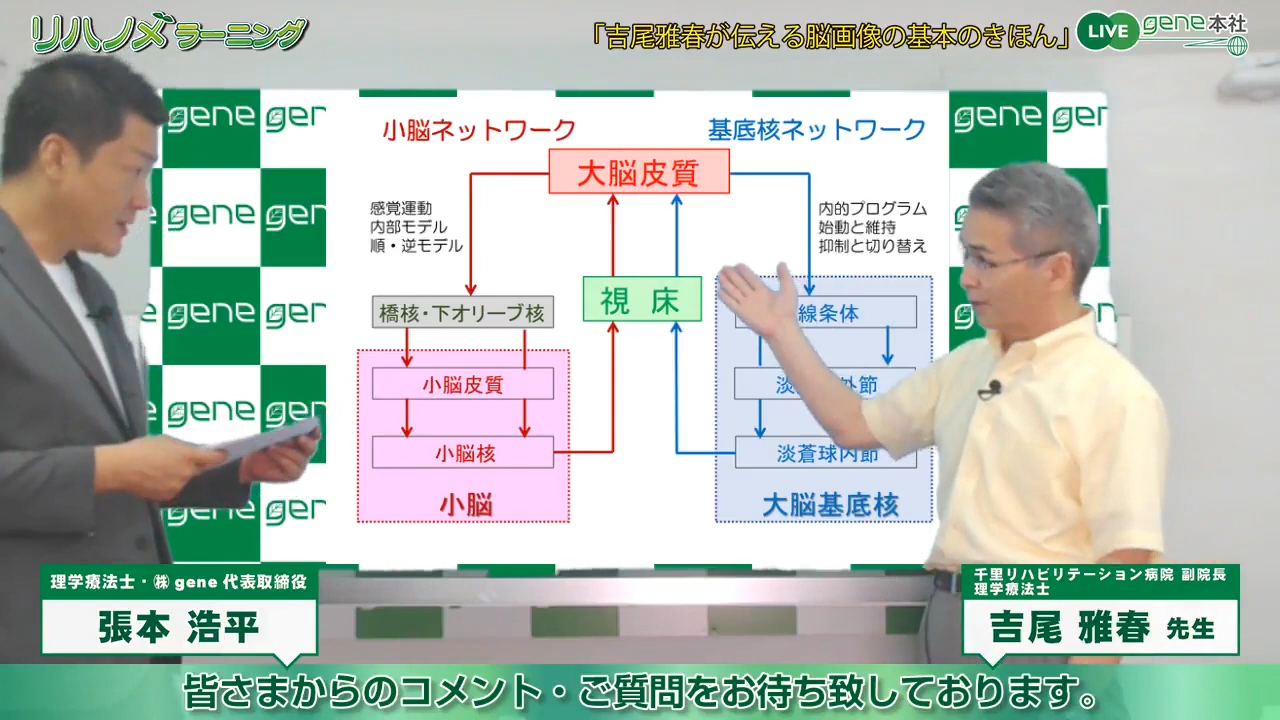 リハノメラーニング
「吉尾雅春が伝える脳画像の基本のきほん」
LIVE
gene本社
gene
gene
小脳ネットワーク
基底核ネットワーク
大脳皮質
感覚運動
内部モデル
順・逆モデル
内的プログラム
始動と維持
抑制と切り替え
視 床
橋核・下オリーブ核
線条体
小脳皮質
小脳核
淡蒼球内節
小脳
大脳基底核
gene
gene
gene
理学療法士・㈱gene代表取締役
張本 浩平
千里リハビリテーション病院 副院長
理学療法士
吉尾 雅春 先生
皆さまからのコメント・ご質問をお待ち致しております。